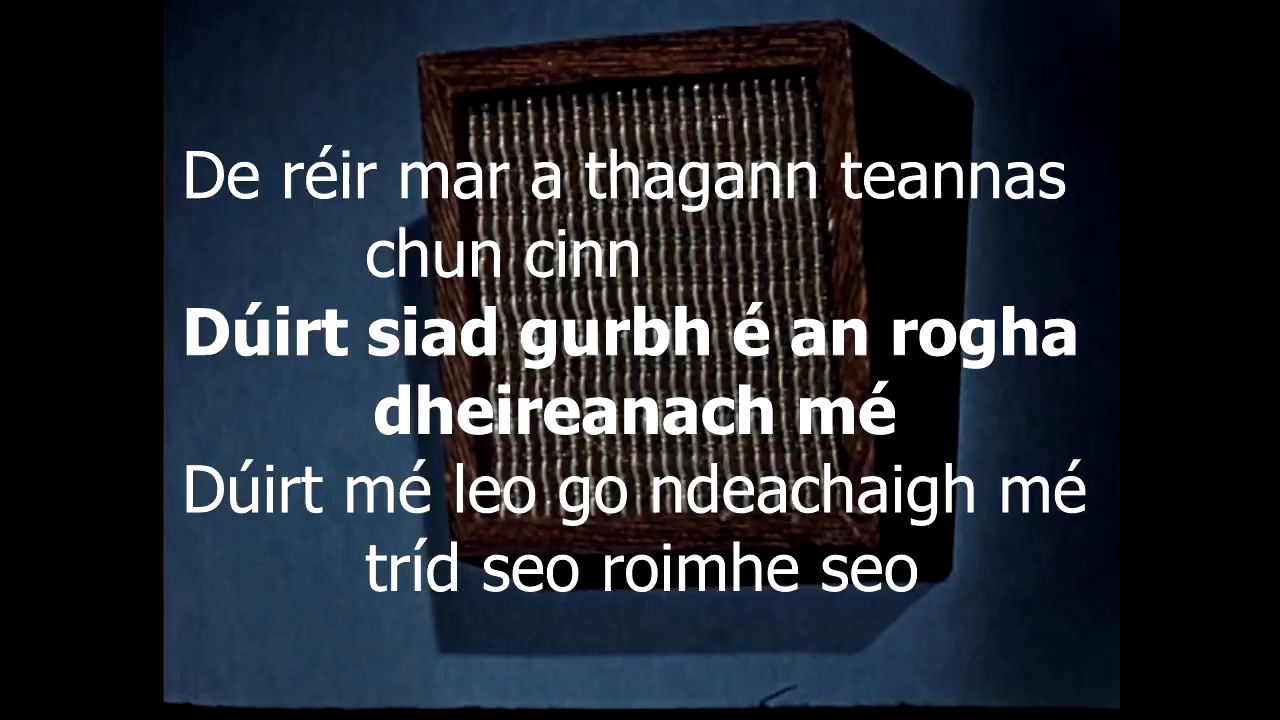 De réir mar a thagann teannas
chun cinn
Dúirt siad gurbh é an rogha
dheireanach mé
Dúirt mé leo go ndeachaigh mé
tríd seo roimhe seo